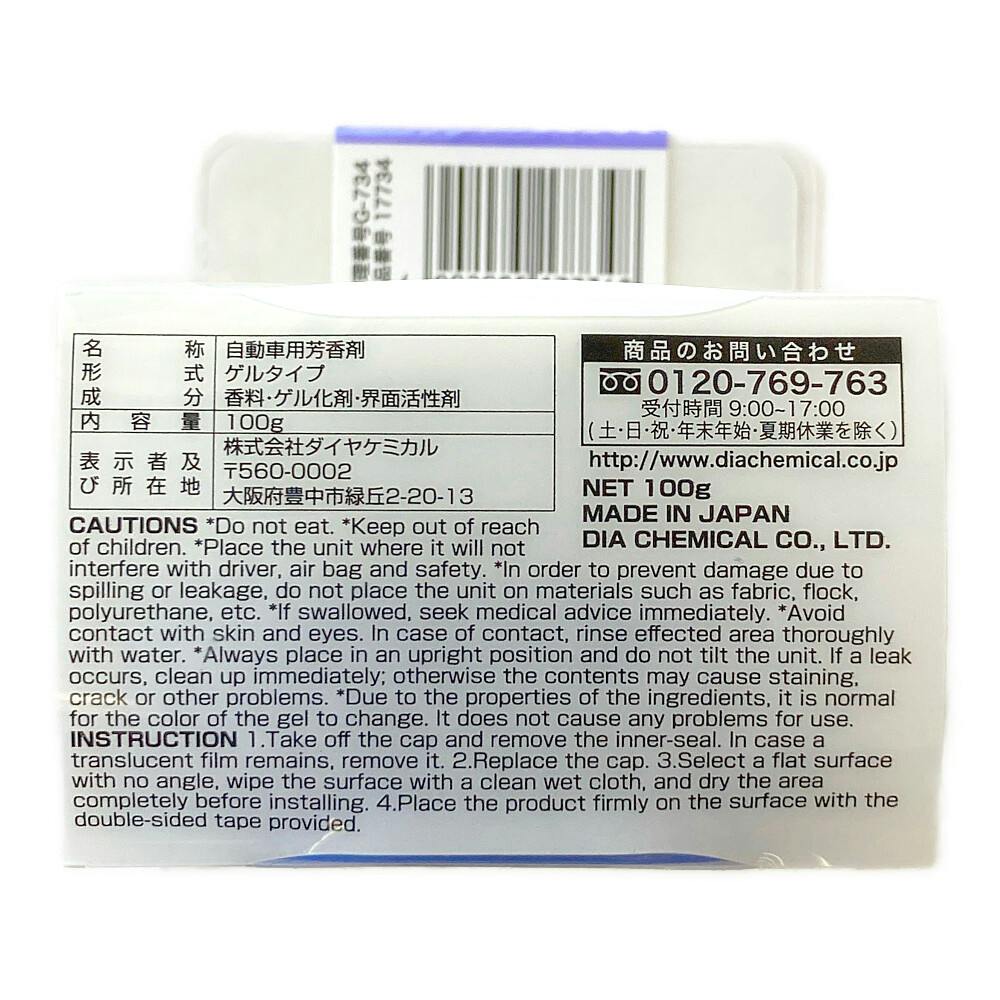 理番号G-734
品番号 17734
名称 自動車用芳香剤
形式 ゲルタイプ
成分 香料・ゲル化剤・界面活性剤
内容量 100g
表示者及び所在地 株式会社ダイヤケミカル
〒560-0002
大阪府豊中市緑丘2-20-13
商品のお問い合わせ
0120-769-763
受付時間 9:00~17:00
(土・日・祝・年末年始・夏期休業を除く)
http://www.diachemical.co.jp
NET 100g
MADE IN JAPAN
DIA CHEMICAL CO., LTD.
CAUTIONS *Do not eat. *Keep out of reach
of children. *Place the unit where it will not
interfere with driver, air bag and safety. *In order to prevent damage due to
spilling or leakage, do not place the unit on materials such as fabric, flock,
polyurethane, etc. *If swallowed, seek medical advice immediately. *Avoid
contact with skin and eyes. In case of contact, rinse effected area thoroughly
with water. *Always place in an upright position and do not tilt the unit. If a leak
occurs, clean up immediately; otherwise the contents may cause staining,
crack or other problems. *Due to the properties of the ingredients, it is normal
for the color of the gel to change. It does not cause any problems for use.
INSTRUCTION 1.Take off the cap and remove the inner-seal. In case a
translucent film remains, remove it. 2.Replace the cap. 3.Select a flat surface
with no angle, wipe the surface with a clean wet cloth, and dry the area
completely before installing. 4.Place the product firmly on the surface with the
double-sided tape provided.